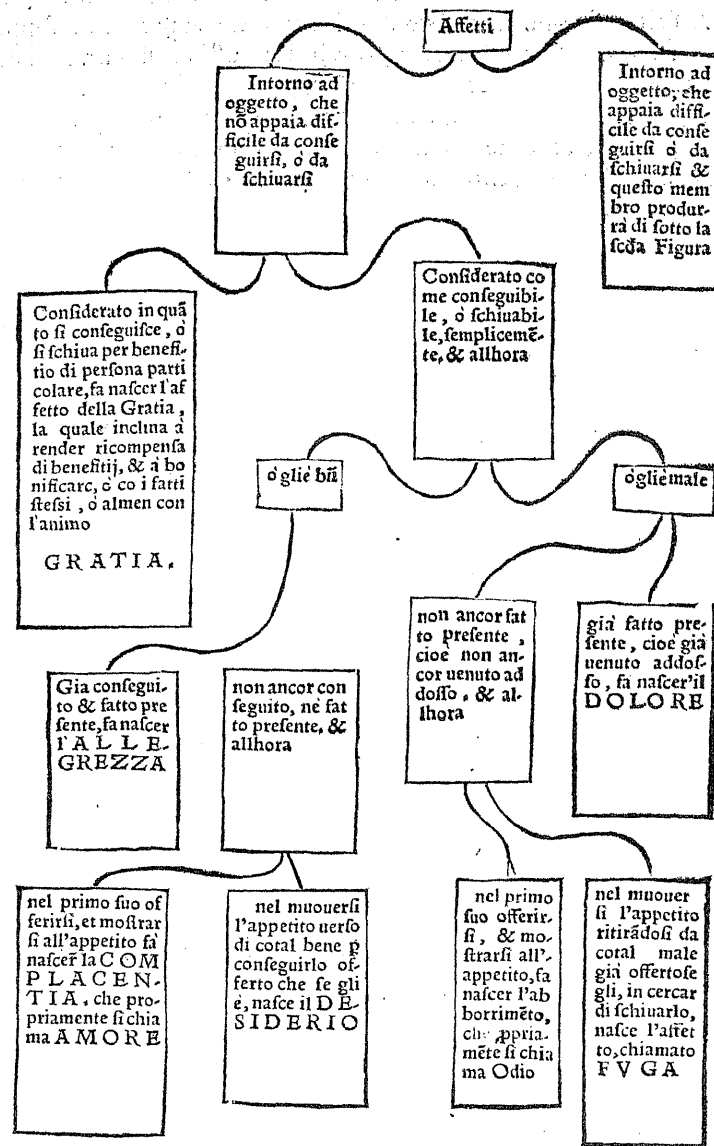 Affetti
Intorno ad
oggetto, che
nõ appaia dif-
ficile da conſe
guirſi, ò da
ſchiuarſi
Intorno ad
oggetto; che
appaia diffi-
cile da conſe
guirſi ò da
ſchiuarſi &
queſto mem
bro produr-
rà di ſotto la
ſcd̃a Figura
Conſiderato in quã
to ſi conſeguiſce, ò
ſi ſchiua per benefi-
tio di perſona parti
colare, fa naſcer l'af
fetto della Gratia,
la quale inclina à
render ricompenſa
di benefitij, & à bo
nificare, ò co i fatti
ſteſsi, ò almen con
l'animo
GRATIA.
Conſiderato co
me conſeguibi-
le, ò ſchiuabi-
le, ſemplicemẽ-
te, & allhora
ò gliè bñ
ò gliè male
Gia conſegui-
to & fatto pre
ſente, fa naſcer
l'ALLE-
GREZZA
non ancor con
ſeguito, nè fat
to preſente, &
allhora
non ancor fat
to preſente,
cioè non an-
cor uenuto ad
doſſo, & al-
lhora
già fatto pre-
ſente, cioè già
uenuto addoſ-
ſo, fà naſcer'il
DOLORE
nel primo ſuo of
ferirſi, et moſtrar
ſi all'appetito fà
naſcer̃ la COM
PLACEN-
TIA, che pro-
priamente ſi chia
ma AMORE
nel muouerſi
l'appetito uerſo
di cotal bene ꝑ
conſeguirlo of-
ferto che ſe gli
è, naſce il DE-
SIDERIO
nel primo
ſuo offerir-
ſi, & mo-
ſtrarſi all'-
appetito, fa
naſcer l'ab
borrimẽto,
che ꝓpria-
mẽte ſi chia
ma Odio
nel muouer
ſi l'appetito
ritirãdoſi da
cotal male
già offertoſe
gli, in cercar
di ſchiuarlo,
naſce l'affet
to, chiamato
FVGA